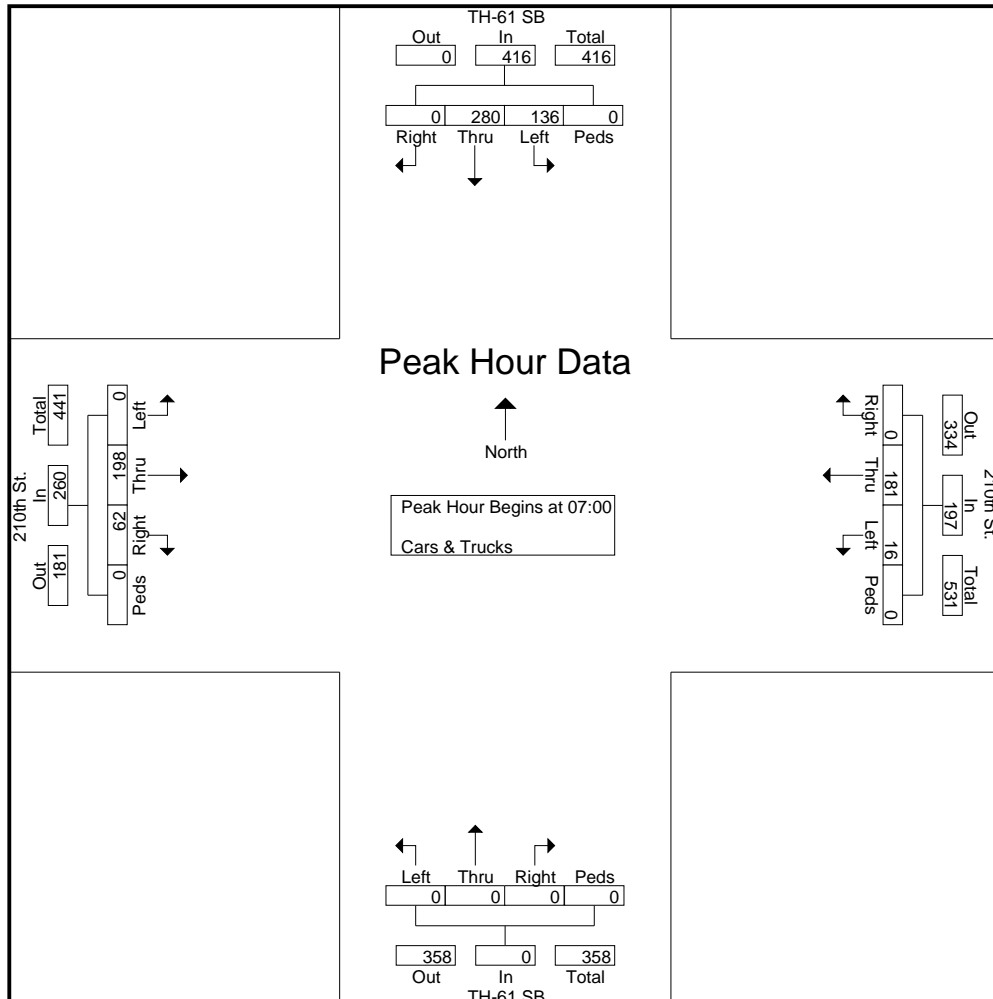 TH-61 SB
Out In Total
0 416 416
0 280 136 0
Right Thru Left Peds
Peak Hour Data
North
Peak Hour Begins at 07:00
Cars & Trucks
210th St.
Out In Total
181 260 441
0 198 62 0
Left Thru Right Peds
210th St.
Out In Total
334 197 531
0 181 16 0
Right Thru Left Peds
Left Thru Right Peds
0 0 0 0
358 0 358
Out In Total
TH-61 SB